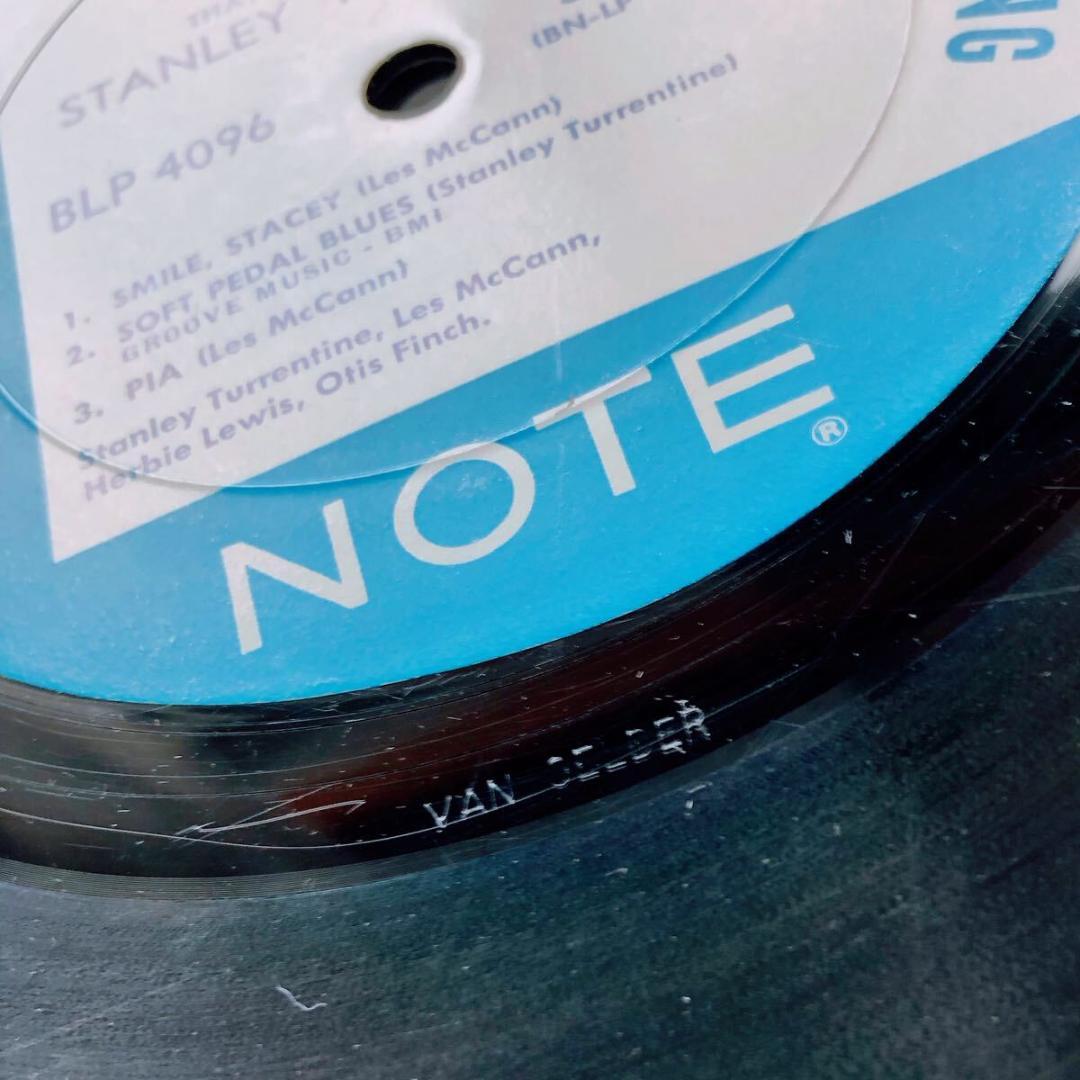 STANLEY
(BN-LP
BLP 4096
1. SMILE, STACEY (Les McCann)
2. SOFT PEDAL BLUES (Stanley Turrentine)
GROOVE MUSIC - BMI
3. PIA (Les McCann)
Stanley Turrentine, Les McCann,
Herbie Lewis, Otis Finch.
NG
NOTE®
VAN GELDER